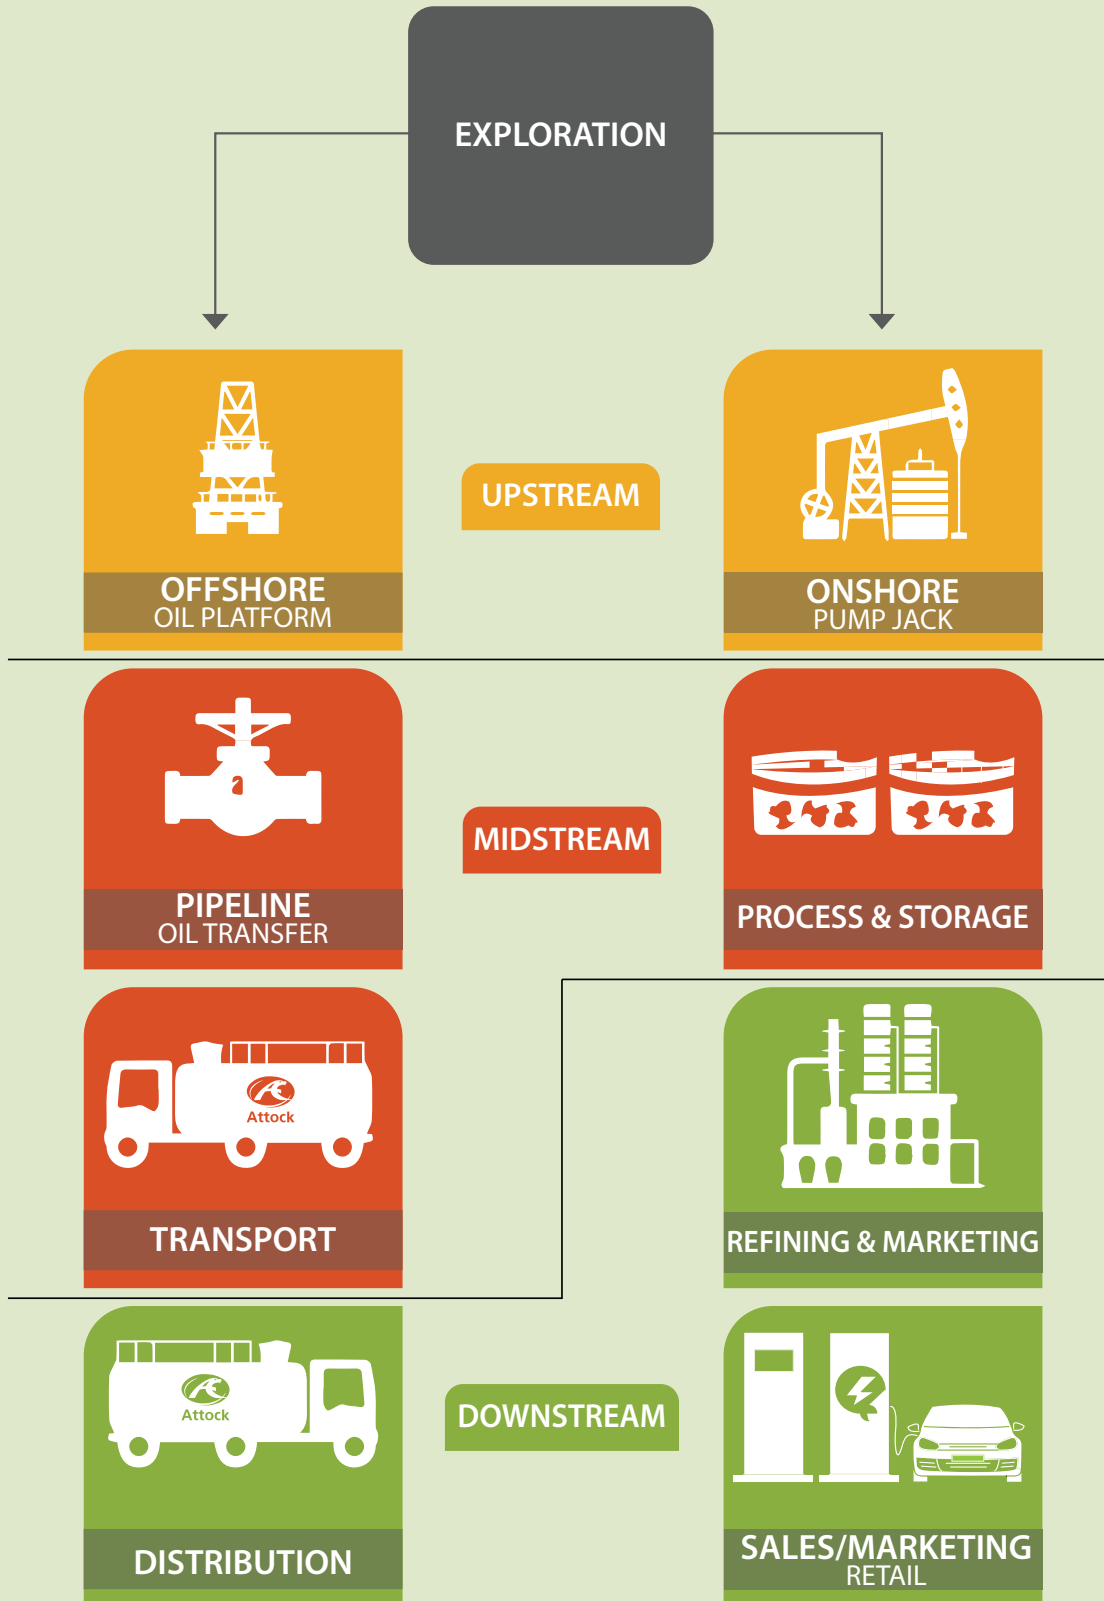 EXPLORATION
UPSTREAM
OFFSHORE
OIL PLATFORM
ONSHORE
PUMP JACK
MIDSTREAM
PIPELINE
OIL TRANSFER
PROCESS & STORAGE
Attock
TRANSPORT
REFINING & MARKETING
Attock
DOWNSTREAM
DISTRIBUTION
SALES/MARKETING
RETAIL